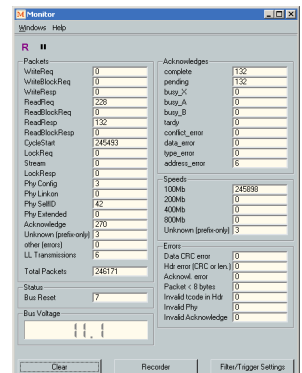 M Monitor
Windows Help
R
Packets
WriteReq 0
WriteBlockReq 0
WriteResp 0
ReadReq 228
ReadBlockReq 0
ReadResp 132
ReadBlockResp 0
CycleStart 245493
LockReq 0
Stream 0
LockResp 0
Phy Config 3
Phy Linkon 0
Phy SelfID 42
Phy Extended 0
Acknowledge 270
Unknown (prefix-only) 3
other (errors) 0
LL Transmissions 6
Total Packets 246171
Status
Bus Reset 7
Bus Voltage
11.1
Acknowledges
complete 132
pending 132
busy_X 0
busy_A 0
busy_B 0
tardy 0
conflict_error 0
data_error 0
type_error 0
address_error 6
Speeds
100Mb 245898
200Mb 0
400Mb 0
800Mb 0
Unknown (prefix-only) 3
Errors
Data CRC error 0
Hdr error (CRC or len.) 0
Acknowl. error 0
Packet < 8 bytes 0
Invalid tcode in Hdr 0
Invalid Phy 0
Invalid Acknowledge 0
Clear
Recorder
Filter/Trigger Settings